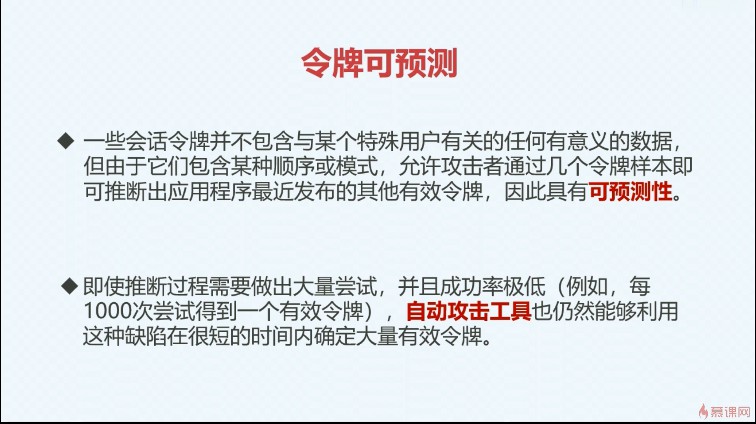 令牌可预测
◆ 一些会话令牌并不包含与某个特殊用户有关的任何有意义的数据，
但由于它们包含某种顺序或模式，允许攻击者通过几个令牌样本即
可推断出应用程序最近发布的其他有效令牌，因此具有可预测性。
◆ 即使推断过程需要做出大量尝试，并且成功率极低（例如，每
1000次尝试得到一个有效令牌），自动攻击工具也仍然能够利用
这种缺陷在很短的时间内确定大量有效令牌。
慕课网